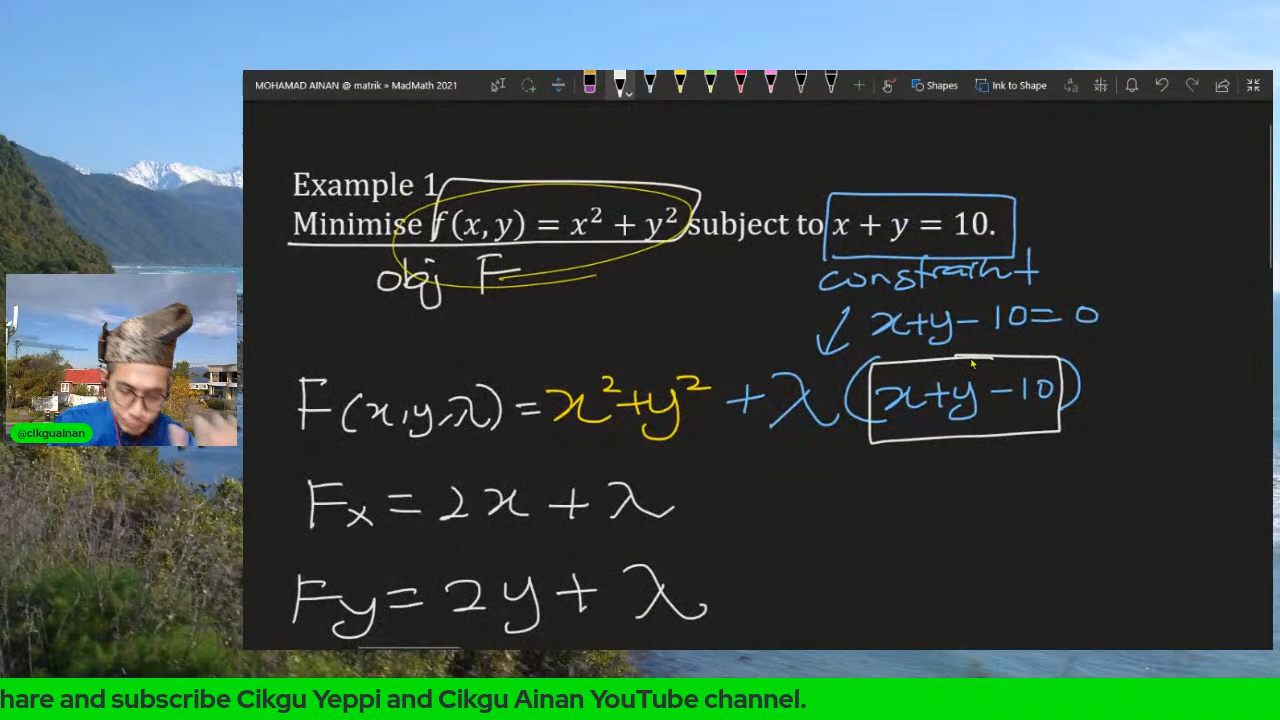 MOHAMAD AINAN @ matrik » MadMath 2021
Shapes
Ink to Shape
Example 1
Minimise f(x, y) = x² + y² subject to x + y = 10.
obj F
constraint
x+y-10=0
F(x,y,λ) = x²+y² + λ(x+y-10)
Fx = 2x + λ
Fy = 2y + λ
@cikguainan
hare and subscribe Cikgu Yeppi and Cikgu Ainan YouTube channel.